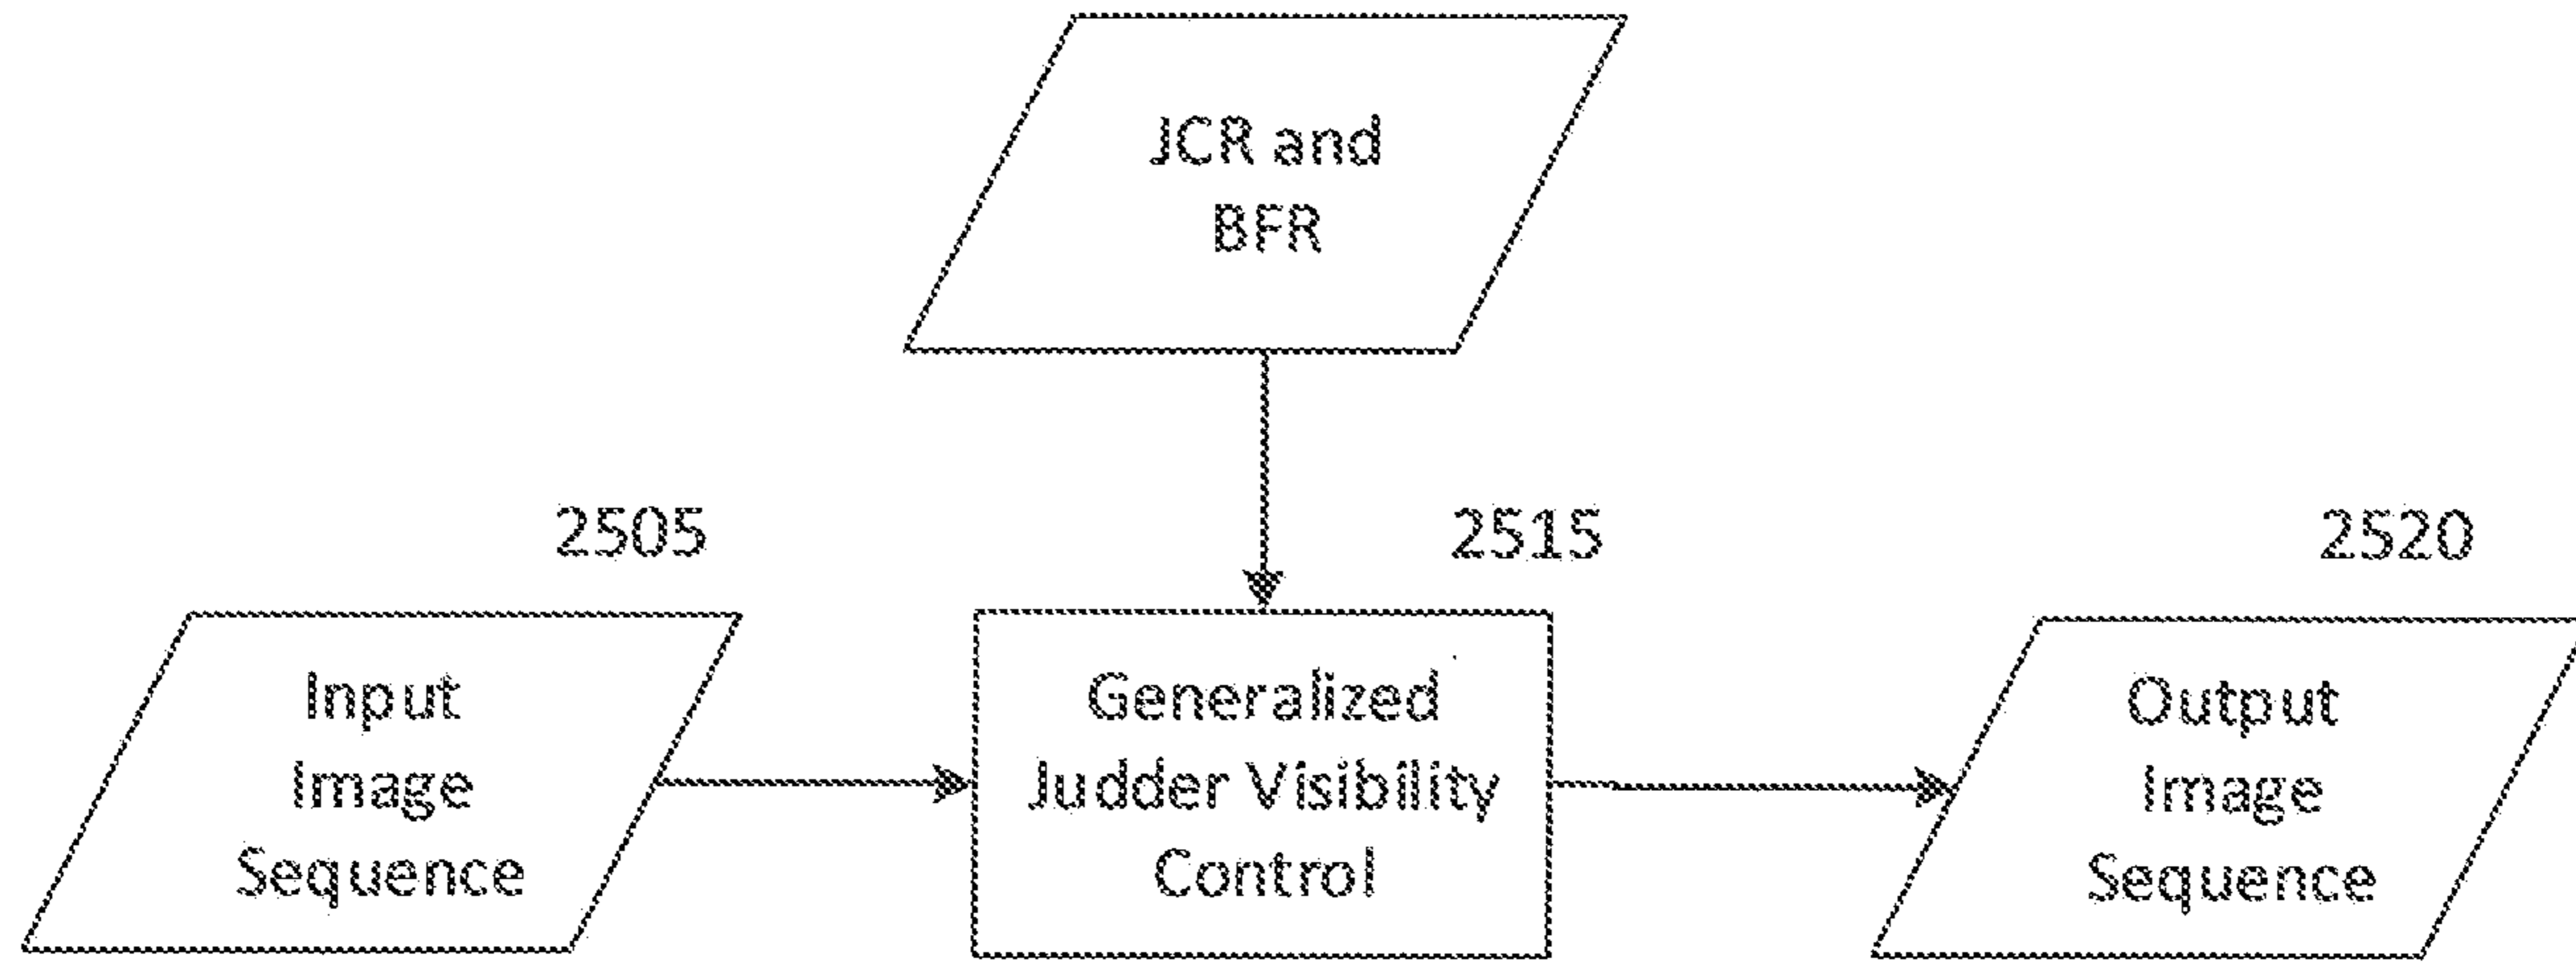 JCR and
BFR
2505
2515
2520
Input
Image
Sequence
Generalized
Judder Visibility
Control
Output
Image
Sequence